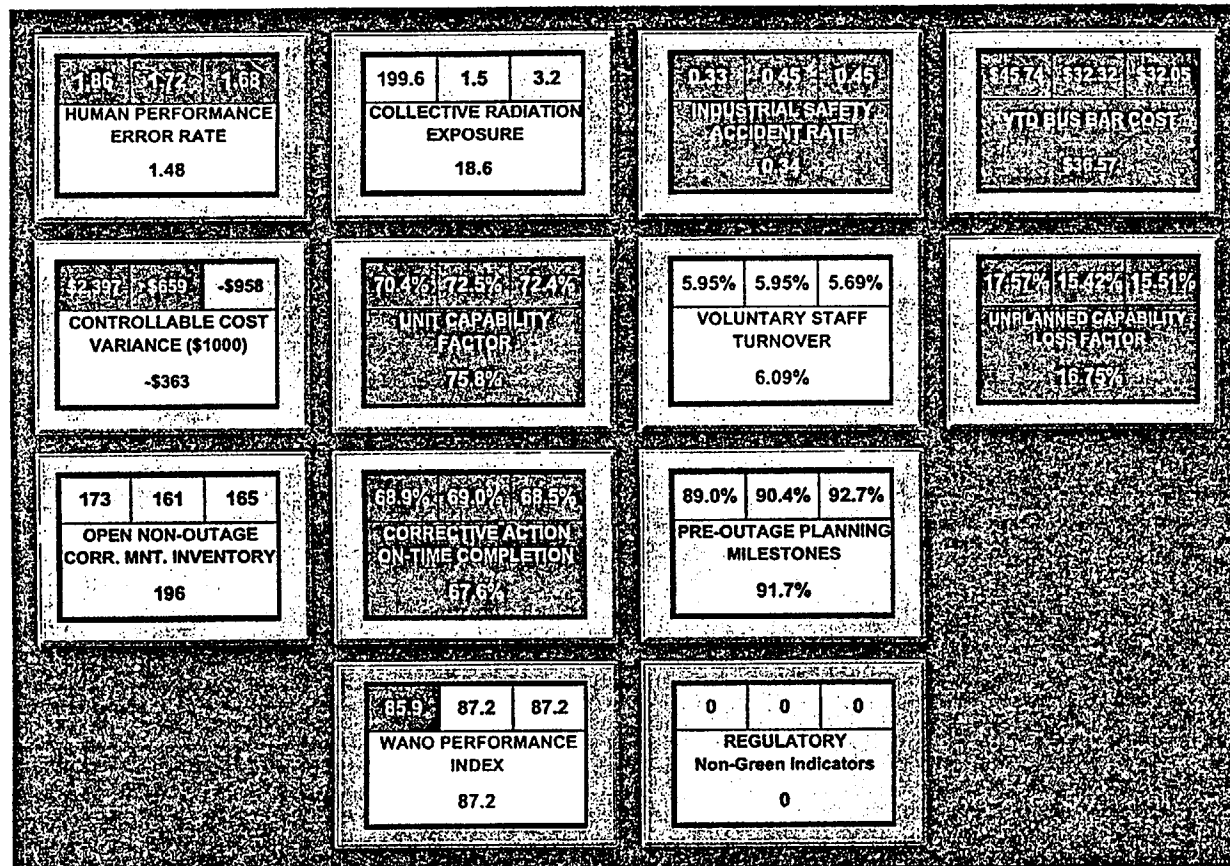 1.86 1.72 1.68
HUMAN PERFORMANCE
ERROR RATE
1.48
199.6 1.5 3.2
COLLECTIVE RADIATION
EXPOSURE
18.6
0.33 0.45 0.45
INDUSTRIAL SAFETY
ACCIDENT RATE
0.34
$45.74 $32.32 $32.05
YTD BUS BAR COST
$2,397 -$659 -$958
CONTROLLABLE COST
VARIANCE ($1000)
-$363
70.4% 72.5% 72.4%
UNIT CAPABILITY
FACTOR
75.8%
5.95% 5.95% 5.69%
VOLUNTARY STAFF
TURNOVER
6.09%
17.57% 15.42% 15.51%
UNPLANNED CAPABILITY
LOSS FACTOR
16.75%
173 161 165
OPEN NON-OUTAGE
CORR. MNT. INVENTORY
196
68.9% 69.0% 68.5%
CORRECTIVE ACTION
ON-TIME COMPLETION
67.6%
89.0% 90.4% 92.7%
PRE-OUTAGE PLANNING
MILESTONES
91.7%
85.9 87.2 87.2
WANO PERFORMANCE
INDEX
87.2
0 0 0
REGULATORY
Non-Green Indicators
0